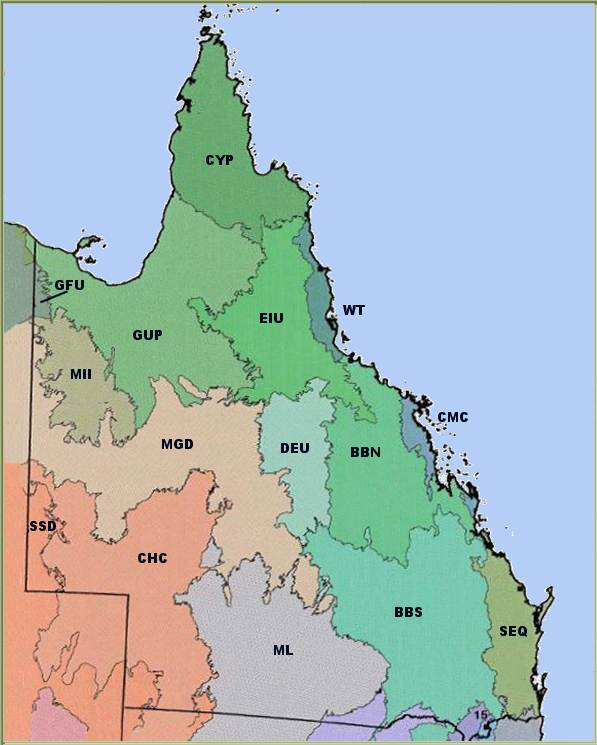 CYP
GFU
WT
EIU
GUP
MII
CMC
MGD
DEU
BBN
SSD
CHC
BBS
SEQ
ML
15